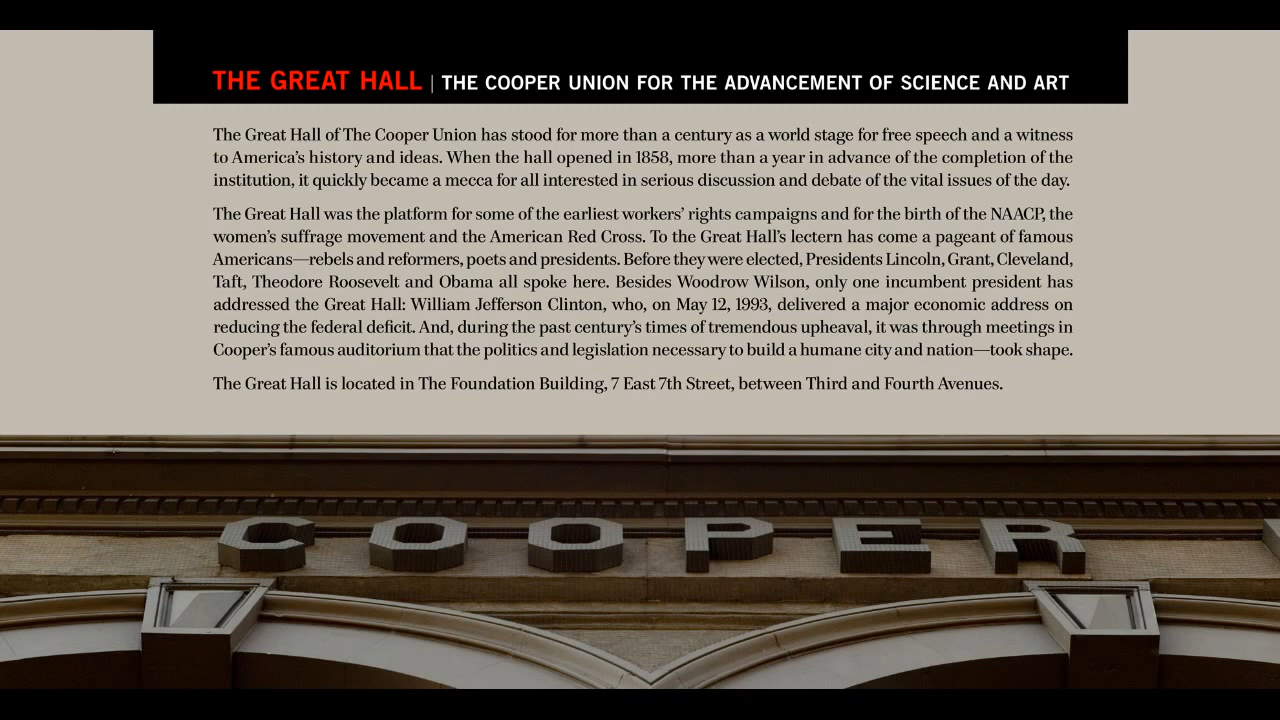 THE GREAT HALL | THE COOPER UNION FOR THE ADVANCEMENT OF SCIENCE AND ART
The Great Hall of The Cooper Union has stood for more than a century as a world stage for free speech and a witness
to America's history and ideas. When the hall opened in 1858, more than a year in advance of the completion of the
institution, it quickly became a mecca for all interested in serious discussion and debate of the vital issues of the day.
The Great Hall was the platform for some of the earliest workers' rights campaigns and for the birth of the NAACP, the
women's suffrage movement and the American Red Cross. To the Great Hall's lectern has come a pageant of famous
Americans—rebels and reformers, poets and presidents. Before they were elected, Presidents Lincoln, Grant, Cleveland,
Taft, Theodore Roosevelt and Obama all spoke here. Besides Woodrow Wilson, only one incumbent president has
addressed the Great Hall: William Jefferson Clinton, who, on May 12, 1993, delivered a major economic address on
reducing the federal deficit. And, during the past century's times of tremendous upheaval, it was through meetings in
Cooper's famous auditorium that the politics and legislation necessary to build a humane city and nation—took shape.
The Great Hall is located in The Foundation Building, 7 East 7th Street, between Third and Fourth Avenues.
COOPER